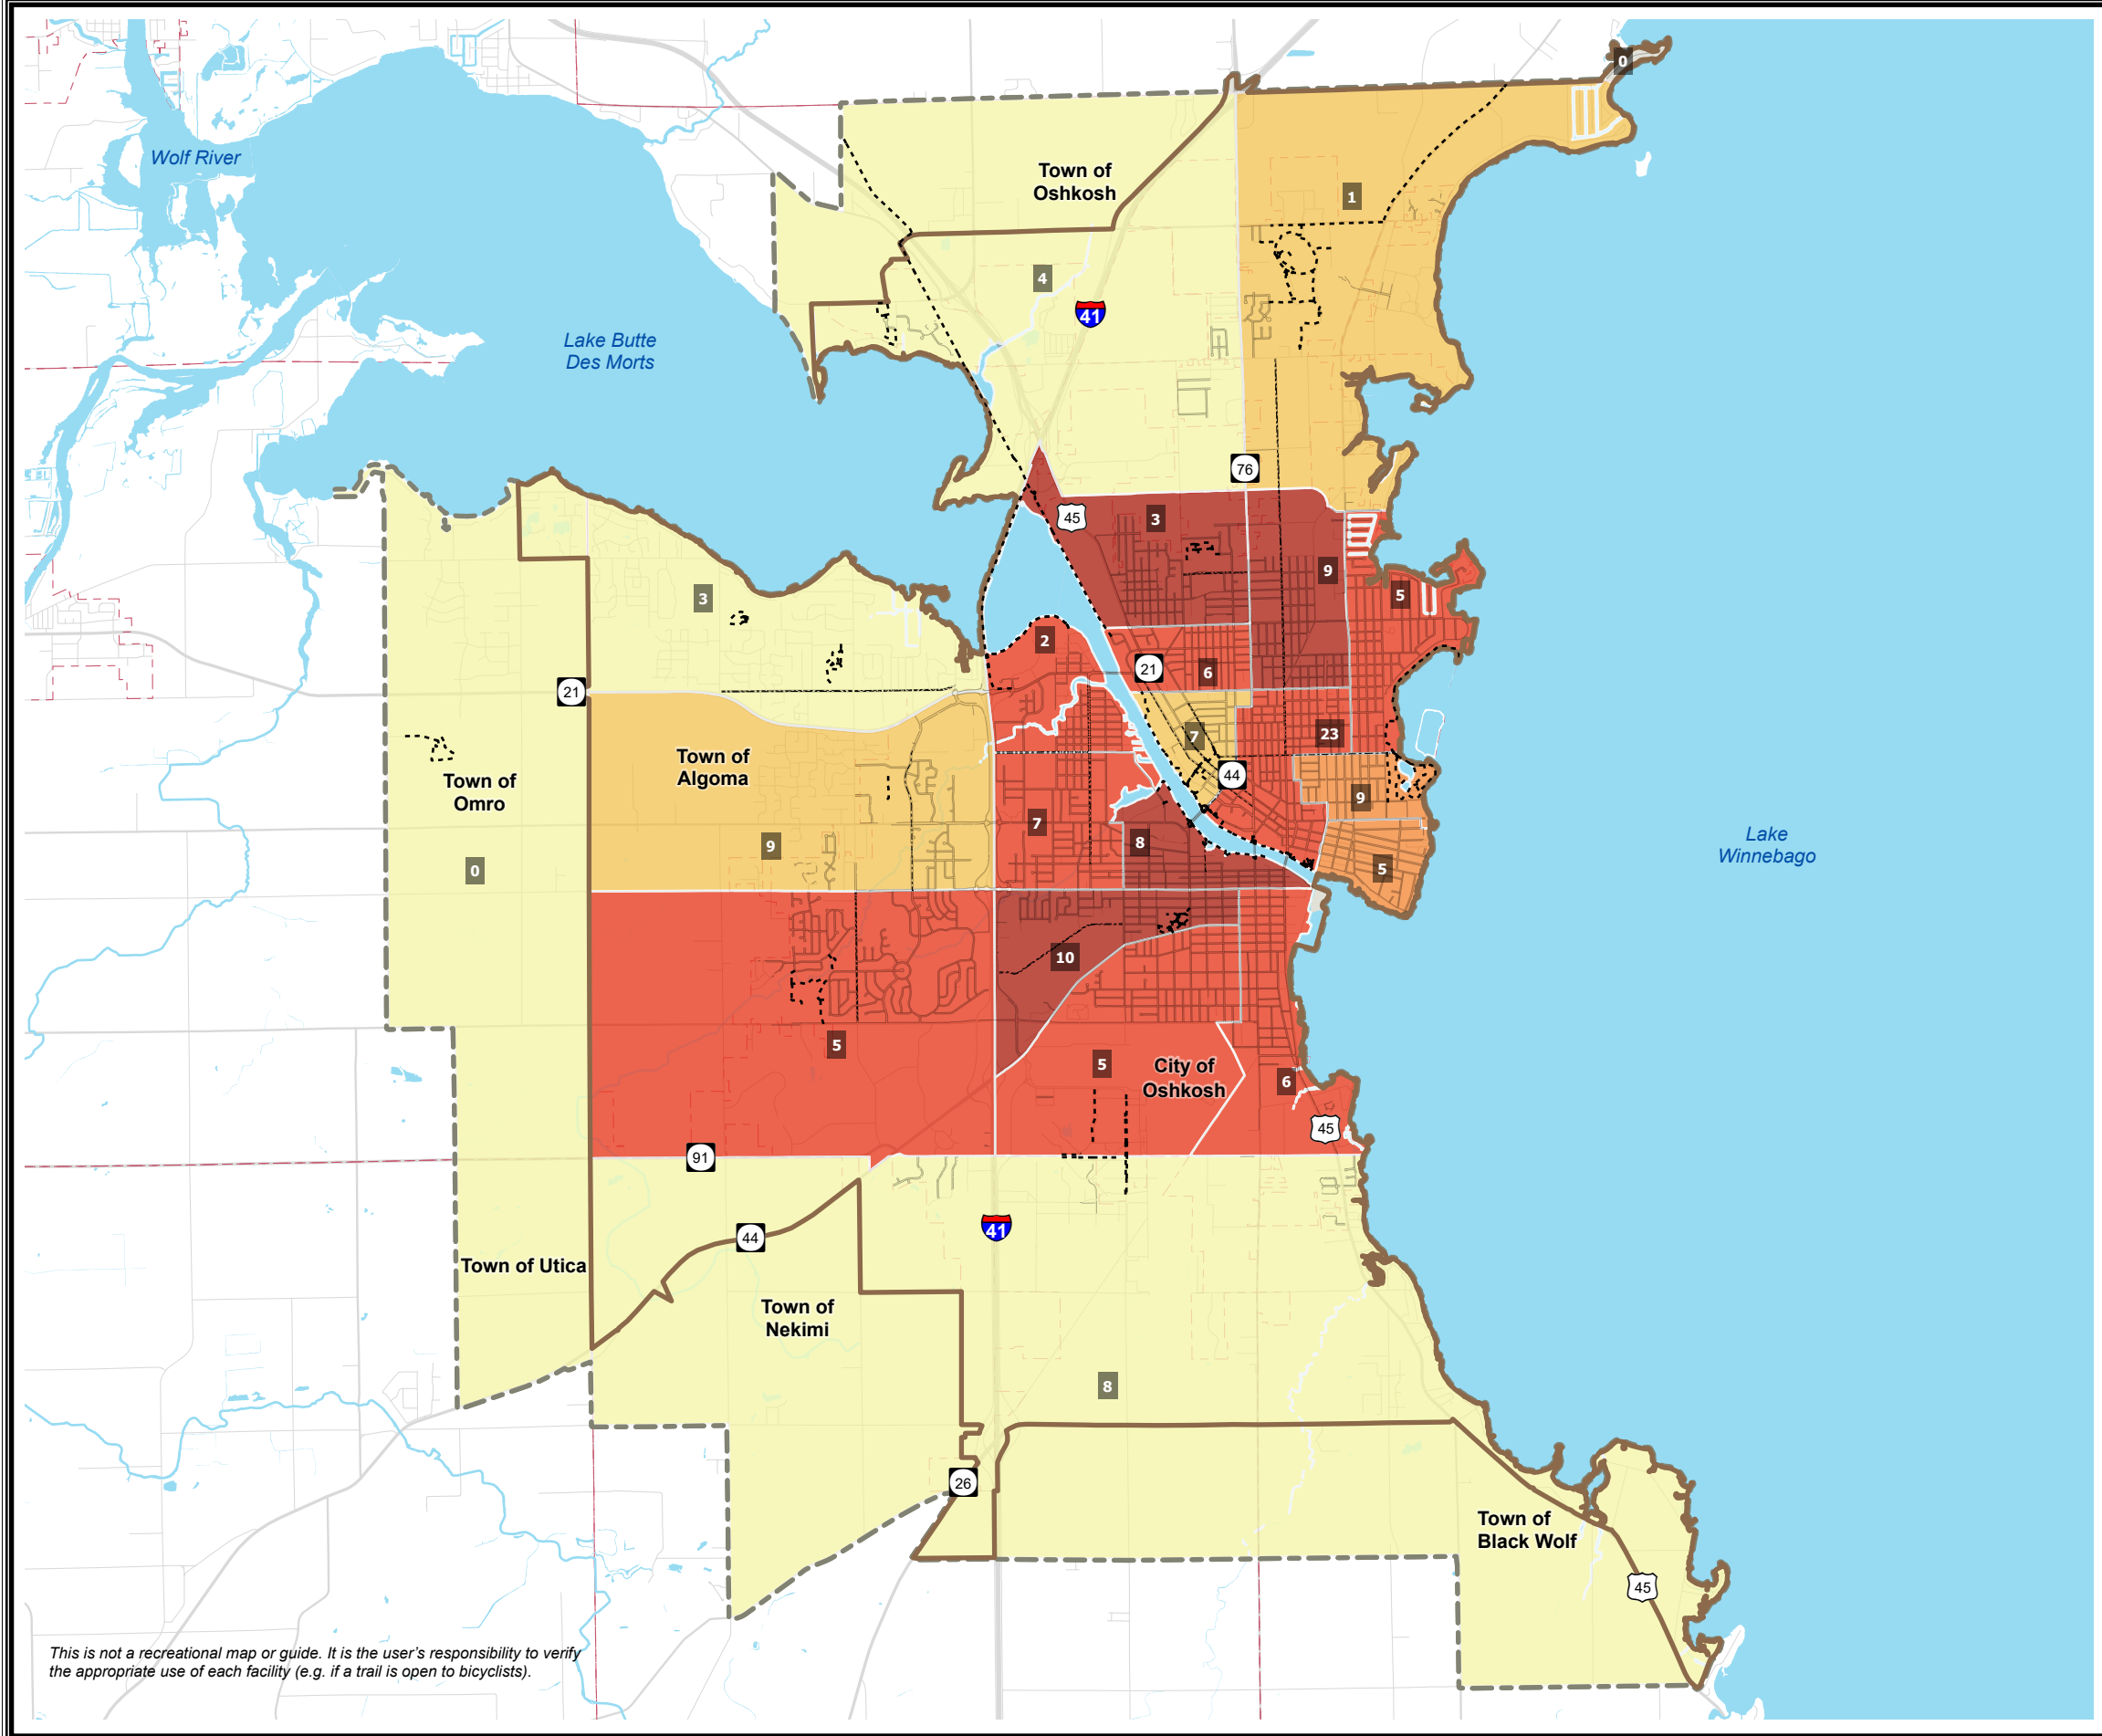 0
Wolf River
Town of
Oshkosh
1
4
41
Lake Butte
Des Morts
76
45
3
9
5
3
2
21
6
21
23
7
Town of
Algoma
44
Town of
Omro
9
Lake
Winnebago
7
8
9
0
5
10
5
5
City of
Oshkosh
6
45
91
41
44
Town of Utica
Town of
Nekimi
8
26
Town of
Black Wolf
45
This is not a recreational map or guide. It is the user's responsibility to verify
the appropriate use of each facility (e.g. if a trail is open to bicyclists).